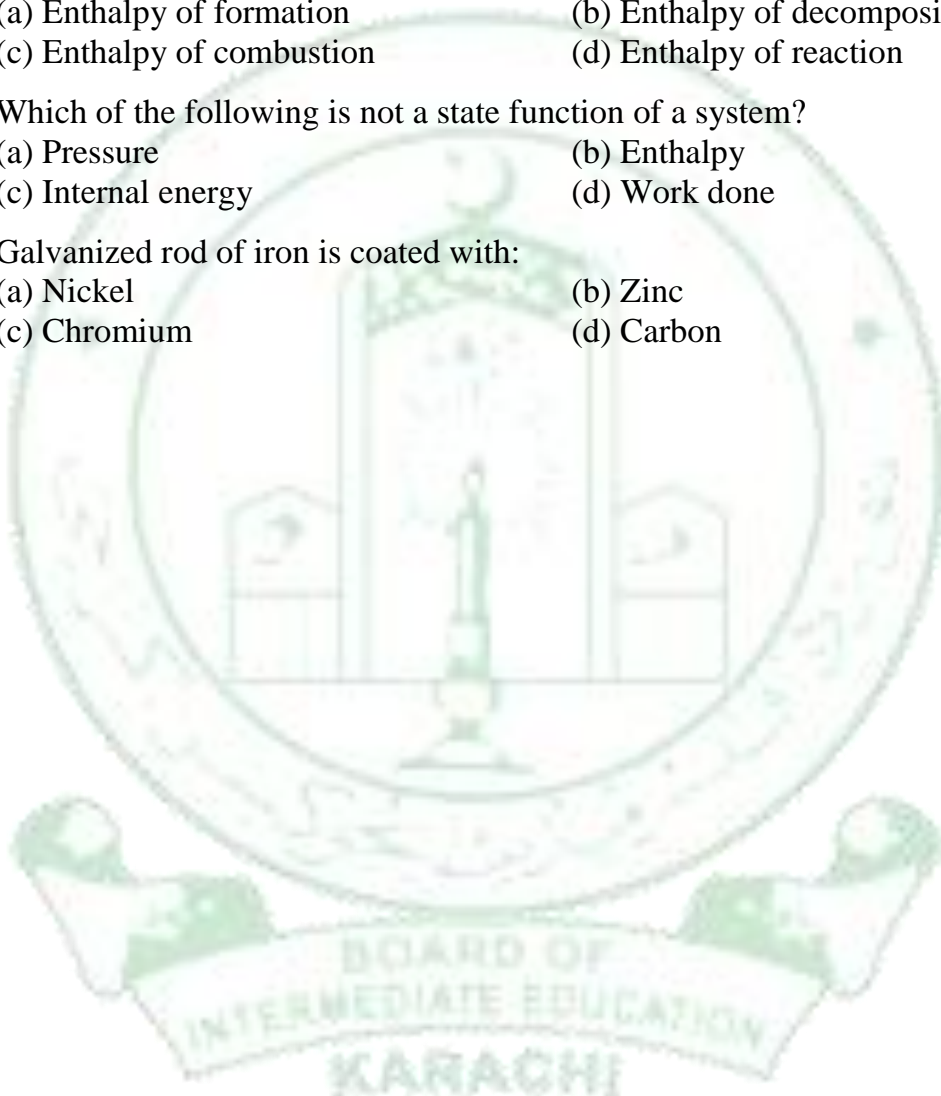 (a) Enthalpy of formation (b) Enthalpy of decomposi
(c) Enthalpy of combustion (d) Enthalpy of reaction
Which of the following is not a state function of a system?
(a) Pressure (b) Enthalpy
(c) Internal energy (d) Work done
Galvanized rod of iron is coated with:
(a) Nickel (b) Zinc
(c) Chromium (d) Carbon
BOARD OF
INTERMEDIATE EDUCATION
KARACHI